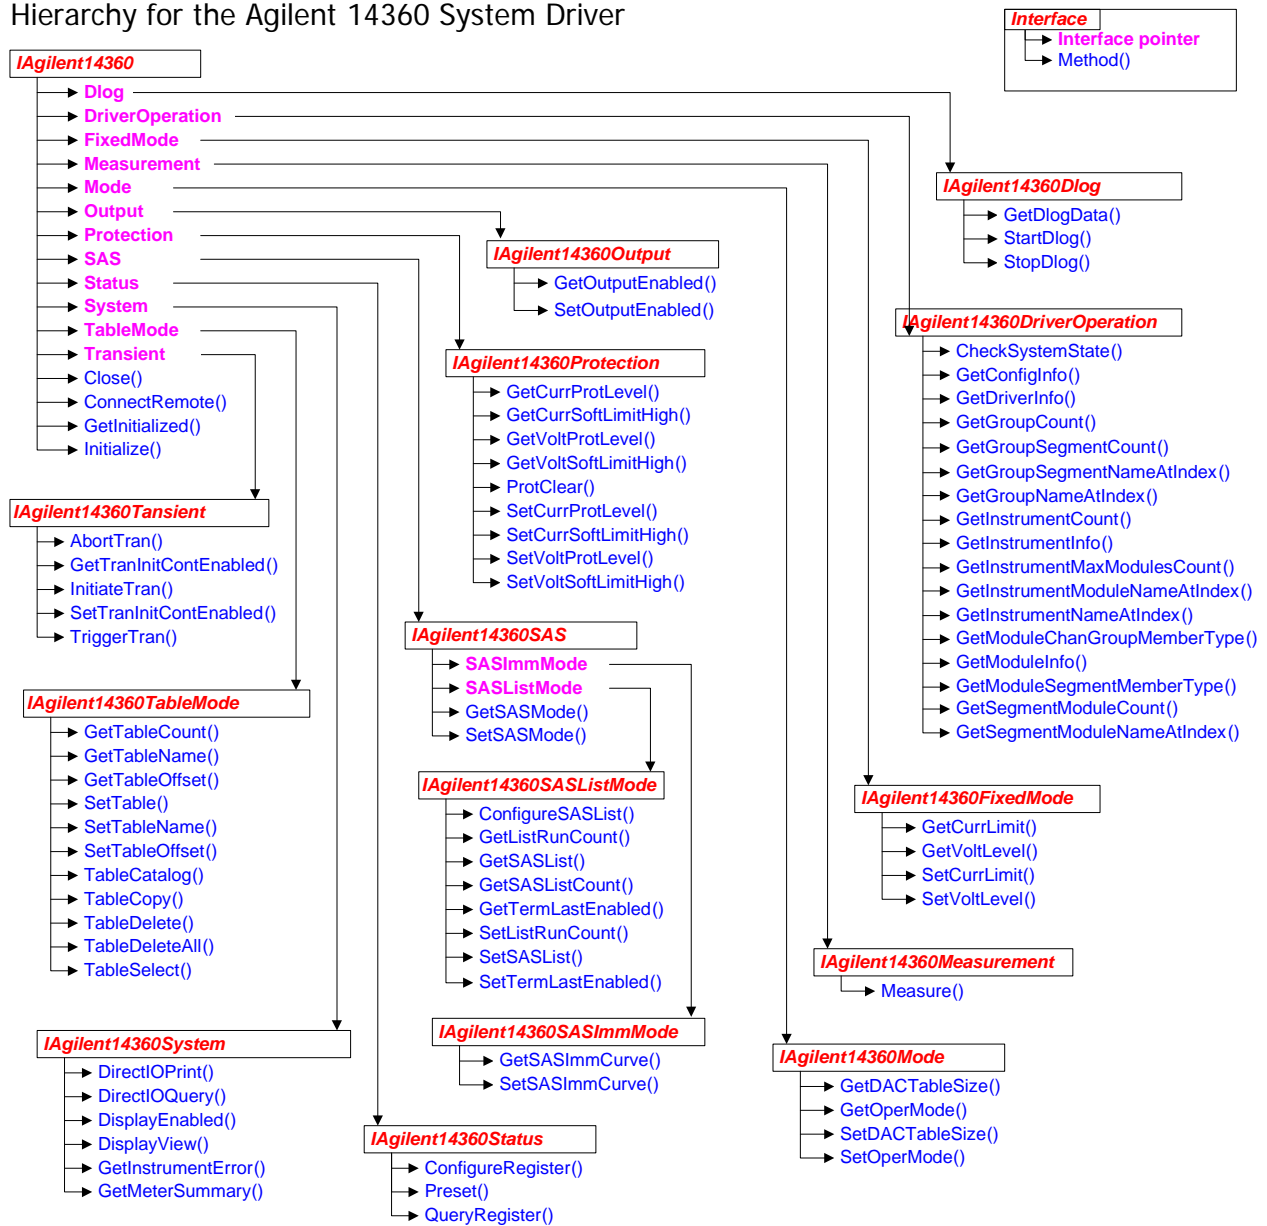 Hierarchy for the Agilent 14360 System Driver
Interface
Interface pointer
Method()
IAgilent14360
Dlog
DriverOperation
FixedMode
Measurement
Mode
Output
Protection
SAS
Status
System
TableMode
Transient
Close()
ConnectRemote()
GetInitialized()
Initialize()
IAgilent14360Tansient
AbortTran()
GetTranInitContEnabled()
InitiateTran()
SetTranInitContEnabled()
TriggerTran()
IAgilent14360TableMode
GetTableCount()
GetTableName()
GetTableOffset()
SetTable()
SetTableName()
SetTableOffset()
TableCatalog()
TableCopy()
TableDelete()
TableDeleteAll()
TableSelect()
IAgilent14360System
DirectIOPrint()
DirectIOQuery()
DisplayEnabled()
DisplayView()
GetInstrumentError()
GetMeterSummary()
IAgilent14360Output
GetOutputEnabled()
SetOutputEnabled()
IAgilent14360Protection
GetCurrProtLevel()
GetCurrSoftLimitHigh()
GetVoltProtLevel()
GetVoltSoftLimitHigh()
ProtClear()
SetCurrProtLevel()
SetCurrSoftLimitHigh()
SetVoltProtLevel()
SetVoltSoftLimitHigh()
IAgilent14360SAS
SASImmMode
SASListMode
GetSASMode()
SetSASMode()
IAgilent14360SASListMode
ConfigureSASList()
GetListRunCount()
GetSASList()
GetSASListCount()
GetTermLastEnabled()
SetListRunCount()
SetSASList()
SetTermLastEnabled()
IAgilent14360SASImmMode
GetSASImmCurve()
SetSASImmCurve()
IAgilent14360Status
ConfigureRegister()
Preset()
QueryRegister()
IAgilent14360Dlog
GetDlogData()
StartDlog()
StopDlog()
IAgilent14360DriverOperation
CheckSystemState()
GetConfigInfo()
GetDriverInfo()
GetGroupCount()
GetGroupSegmentCount()
GetGroupSegmentNameAtIndex()
GetGroupNameAtIndex()
GetInstrumentCount()
GetInstrumentInfo()
GetInstrumentMaxModulesCount()
GetInstrumentModuleNameAtIndex()
GetInstrumentNameAtIndex()
GetModuleChanGroupMemberType()
GetModuleInfo()
GetModuleSegmentMemberType()
GetSegmentModuleCount()
GetSegmentModuleNameAtIndex()
IAgilent14360FixedMode
GetCurrLimit()
GetVoltLevel()
SetCurrLimit()
SetVoltLevel()
IAgilent14360Measurement
Measure()
IAgilent14360Mode
GetDACTableSize()
GetOperMode()
SetDACTableSize()
SetOperMode()